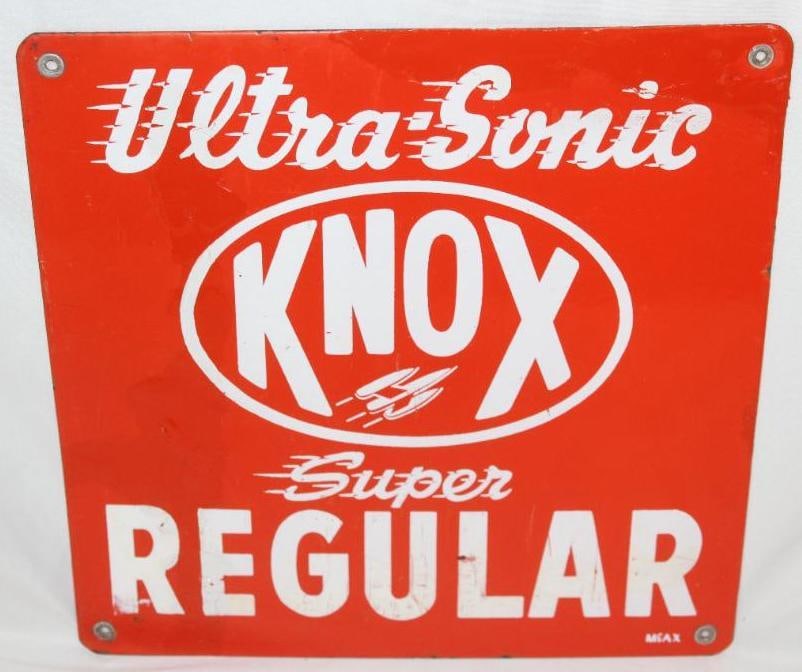 Ultra-Sonic
KNOX
Super
REGULAR